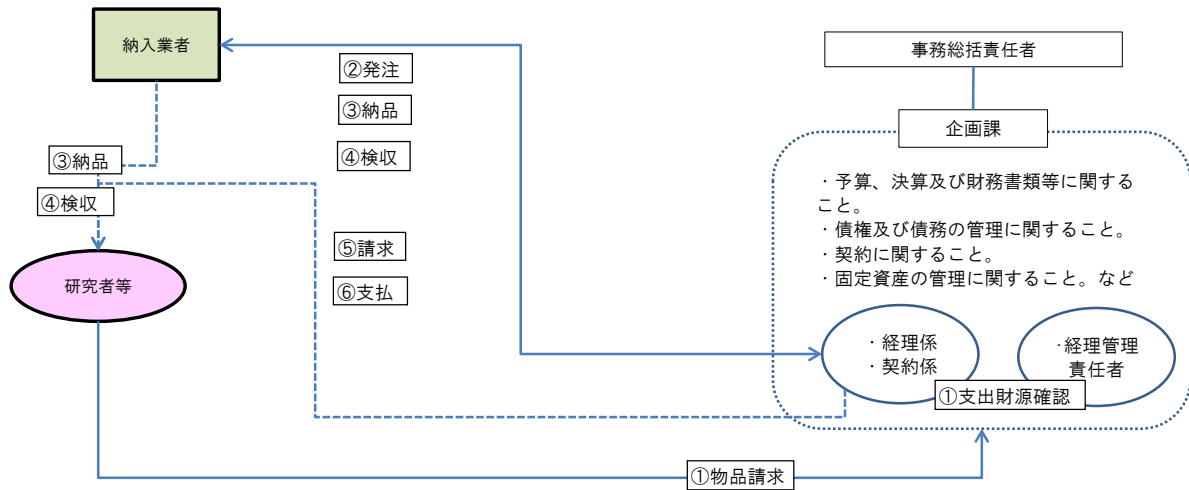 納入業者
②発注
③納品
④検収
⑤請求
⑥支払
③納品
④検収
研究者等
事務総括責任者
企画課
・予算、決算及び財務書類等に関する
こと。
・債権及び債務の管理に関すること。
・契約に関すること。
・固定資産の管理に関すること。など
・経理係
・契約係
・経理管理
責任者
①支出財源確認
①物品請求